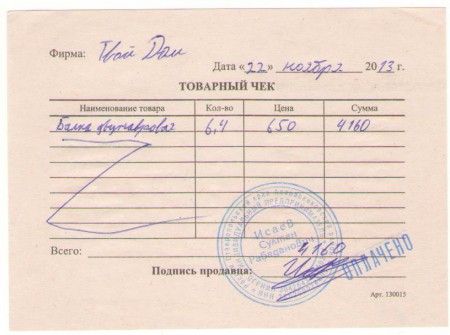 Фирма: Твой Дом
Дата «22» ноября 2013 г.
ТОВАРНЫЙ ЧЕК
Наименование товара Кол-во Цена Сумма
Балка двутавровая 6,4 650 4160
Исаев
Рабаданович
Всего: 4160
ОПЛАЧЕНО
Подпись продавца:
Арт. 130015